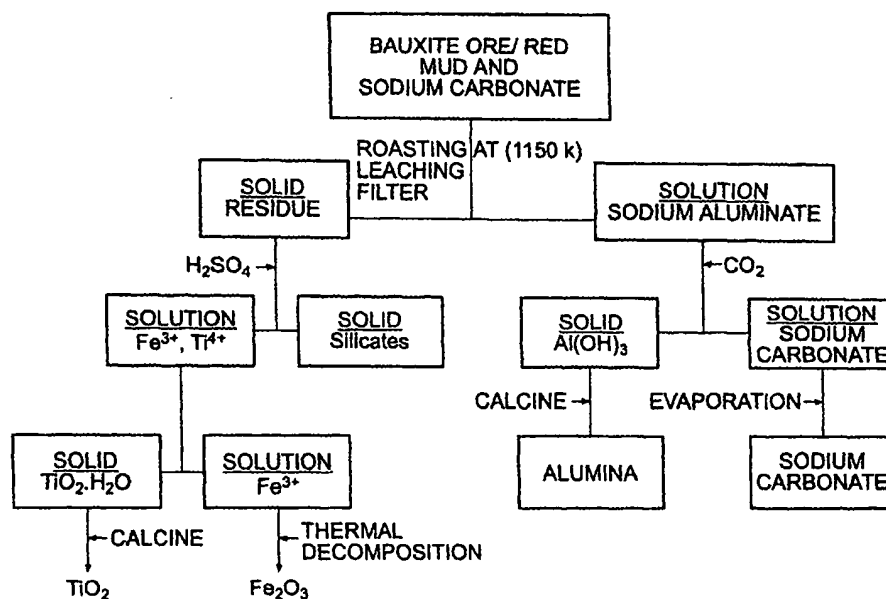 BAUXITE ORE/ RED
MUD AND
SODIUM CARBONATE
ROASTING AT (1150 k)
LEACHING
FILTER
SOLID
RESIDUE
SOLUTION
SODIUM ALUMINATE
H₂SO₄
CO₂
SOLUTION
Fe³⁺, Ti⁴⁺
SOLID
Silicates
SOLID
Al(OH)₃
SOLUTION
SODIUM
CARBONATE
CALCINE
EVAPORATION
SOLID
TiO₂.H₂O
SOLUTION
Fe³⁺
ALUMINA
SODIUM
CARBONATE
CALCINE
THERMAL
DECOMPOSITION
TiO₂
Fe₂O₃